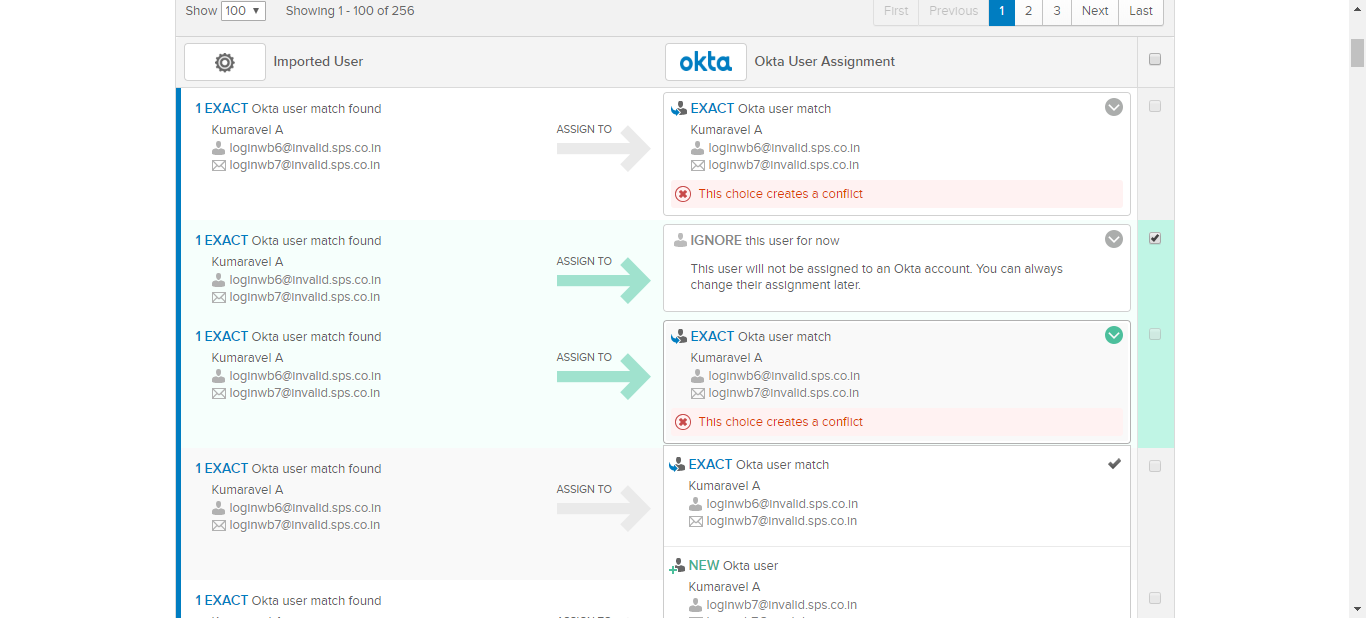 Show 100 Showing 1 - 100 of 256 First Previous 1 2 3 Next Last
Imported User okta Okta User Assignment
1 EXACT Okta user match found
Kumaravel A
loginwb6@invalid.sps.co.in
loginwb7@invalid.sps.co.in
ASSIGN TO
EXACT Okta user match
Kumaravel A
loginwb6@invalid.sps.co.in
loginwb7@invalid.sps.co.in
This choice creates a conflict
1 EXACT Okta user match found
Kumaravel A
loginwb6@invalid.sps.co.in
loginwb7@invalid.sps.co.in
ASSIGN TO
IGNORE this user for now
This user will not be assigned to an Okta account. You can always
change their assignment later.
1 EXACT Okta user match found
Kumaravel A
loginwb6@invalid.sps.co.in
loginwb7@invalid.sps.co.in
ASSIGN TO
EXACT Okta user match
Kumaravel A
loginwb6@invalid.sps.co.in
loginwb7@invalid.sps.co.in
This choice creates a conflict
1 EXACT Okta user match found
Kumaravel A
loginwb6@invalid.sps.co.in
loginwb7@invalid.sps.co.in
ASSIGN TO
EXACT Okta user match
Kumaravel A
loginwb6@invalid.sps.co.in
loginwb7@invalid.sps.co.in
NEW Okta user
Kumaravel A
loginwb7@invalid.sps.co.in
1 EXACT Okta user match found